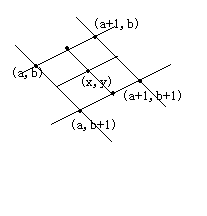 (a+1, b)
(a, b)
(x, y)
(a+1, b+1)
(a, b+1)